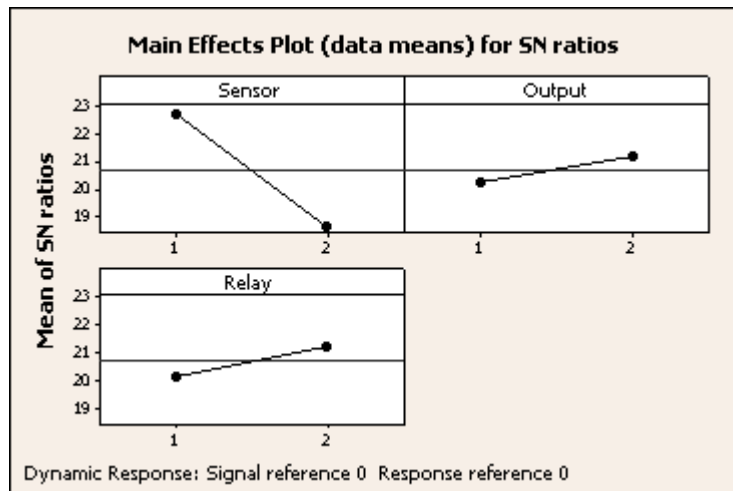 Main Effects Plot (data means) for SN ratios
Mean of SN ratios
Sensor
Output
23
22
21
20
19
1
2
1
2
Relay
23
22
21
20
19
1
2
Dynamic Response: Signal reference 0 Response reference 0